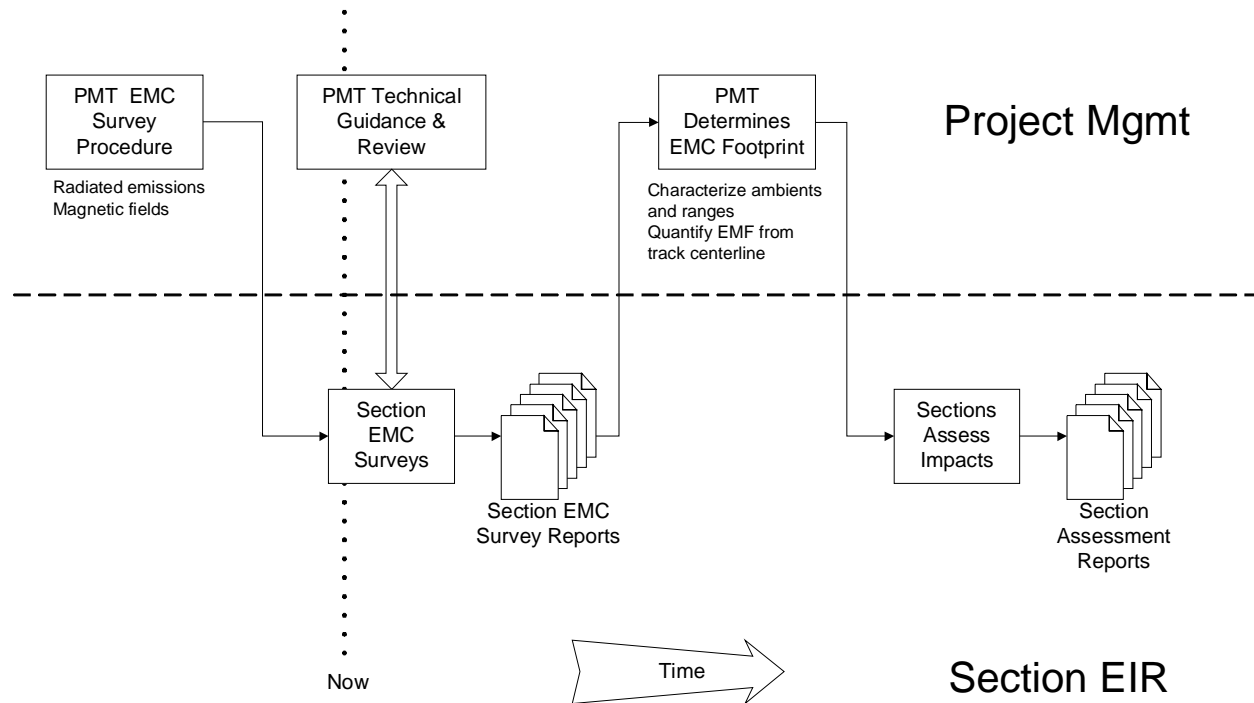 PMT EMC
Survey
Procedure
Radiated emissions
Magnetic fields
PMT Technical
Guidance &
Review
PMT
Determines
EMC Footprint
Characterize ambients
and ranges
Quantify EMF from
track centerline
Project Mgmt
Section
EMC
Surveys
Section EMC
Survey Reports
Sections
Assess
Impacts
Section
Assessment
Reports
Now
Time
Section EIR